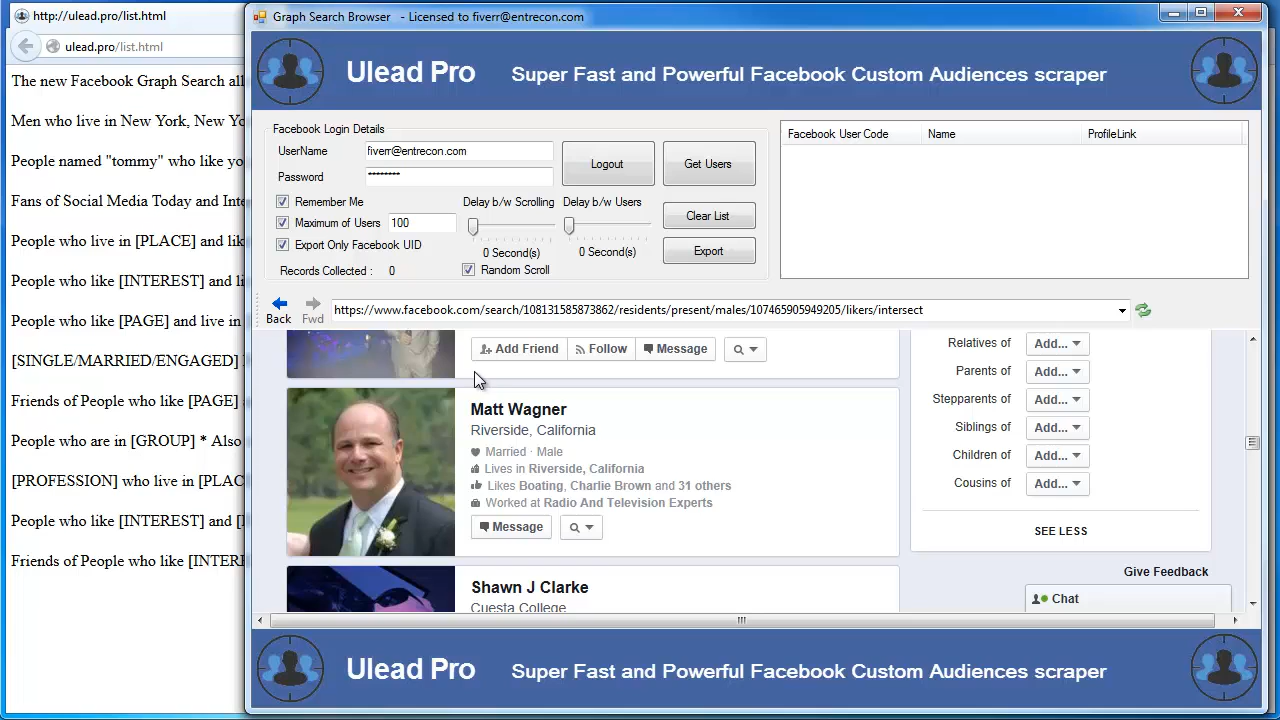 http://ulead.pro/list.html
ulead.pro/list.html
The new Facebook Graph Search all
Men who live in New York, New Yo
People named "tommy" who like yo
Fans of Social Media Today and Inte
People who live in [PLACE] and lik
People who like [INTEREST] and li
People who like [PAGE] and live in
[SINGLE/MARRIED/ENGAGED]
Friends of People who like [PAGE]
People who are in [GROUP] * Also
[PROFESSION] who live in [PLAC
People who like [INTEREST] and [
Friends of People who like [INTER
Graph Search Browser - Licensed to fiverr@entrecon.com
Ulead Pro Super Fast and Powerful Facebook Custom Audiences scraper
Facebook Login Details
UserName fiverr@entrecon.com
Password ********
Logout
Get Users
Remember Me
Delay b/w Scrolling Delay b/w Users
Maximum of Users 100
Clear List
Export Only Facebook UID
0 Second(s) 0 Second(s)
Export
Records Collected : 0
Random Scroll
Facebook User Code Name ProfileLink
Back Fwd https://www.facebook.com/search/108131585873862/residents/present/males/107465905949205/likers/intersect
Add Friend Follow Message
Matt Wagner
Riverside, California
Married · Male
Lives in Riverside, California
Likes Boating, Charlie Brown and 31 others
Worked at Radio And Television Experts
Message
Shawn J Clarke
Cuesta College
Relatives of Add...
Parents of Add...
Stepparents of Add...
Siblings of Add...
Children of Add...
Cousins of Add...
SEE LESS
Give Feedback
Chat
Ulead Pro Super Fast and Powerful Facebook Custom Audiences scraper